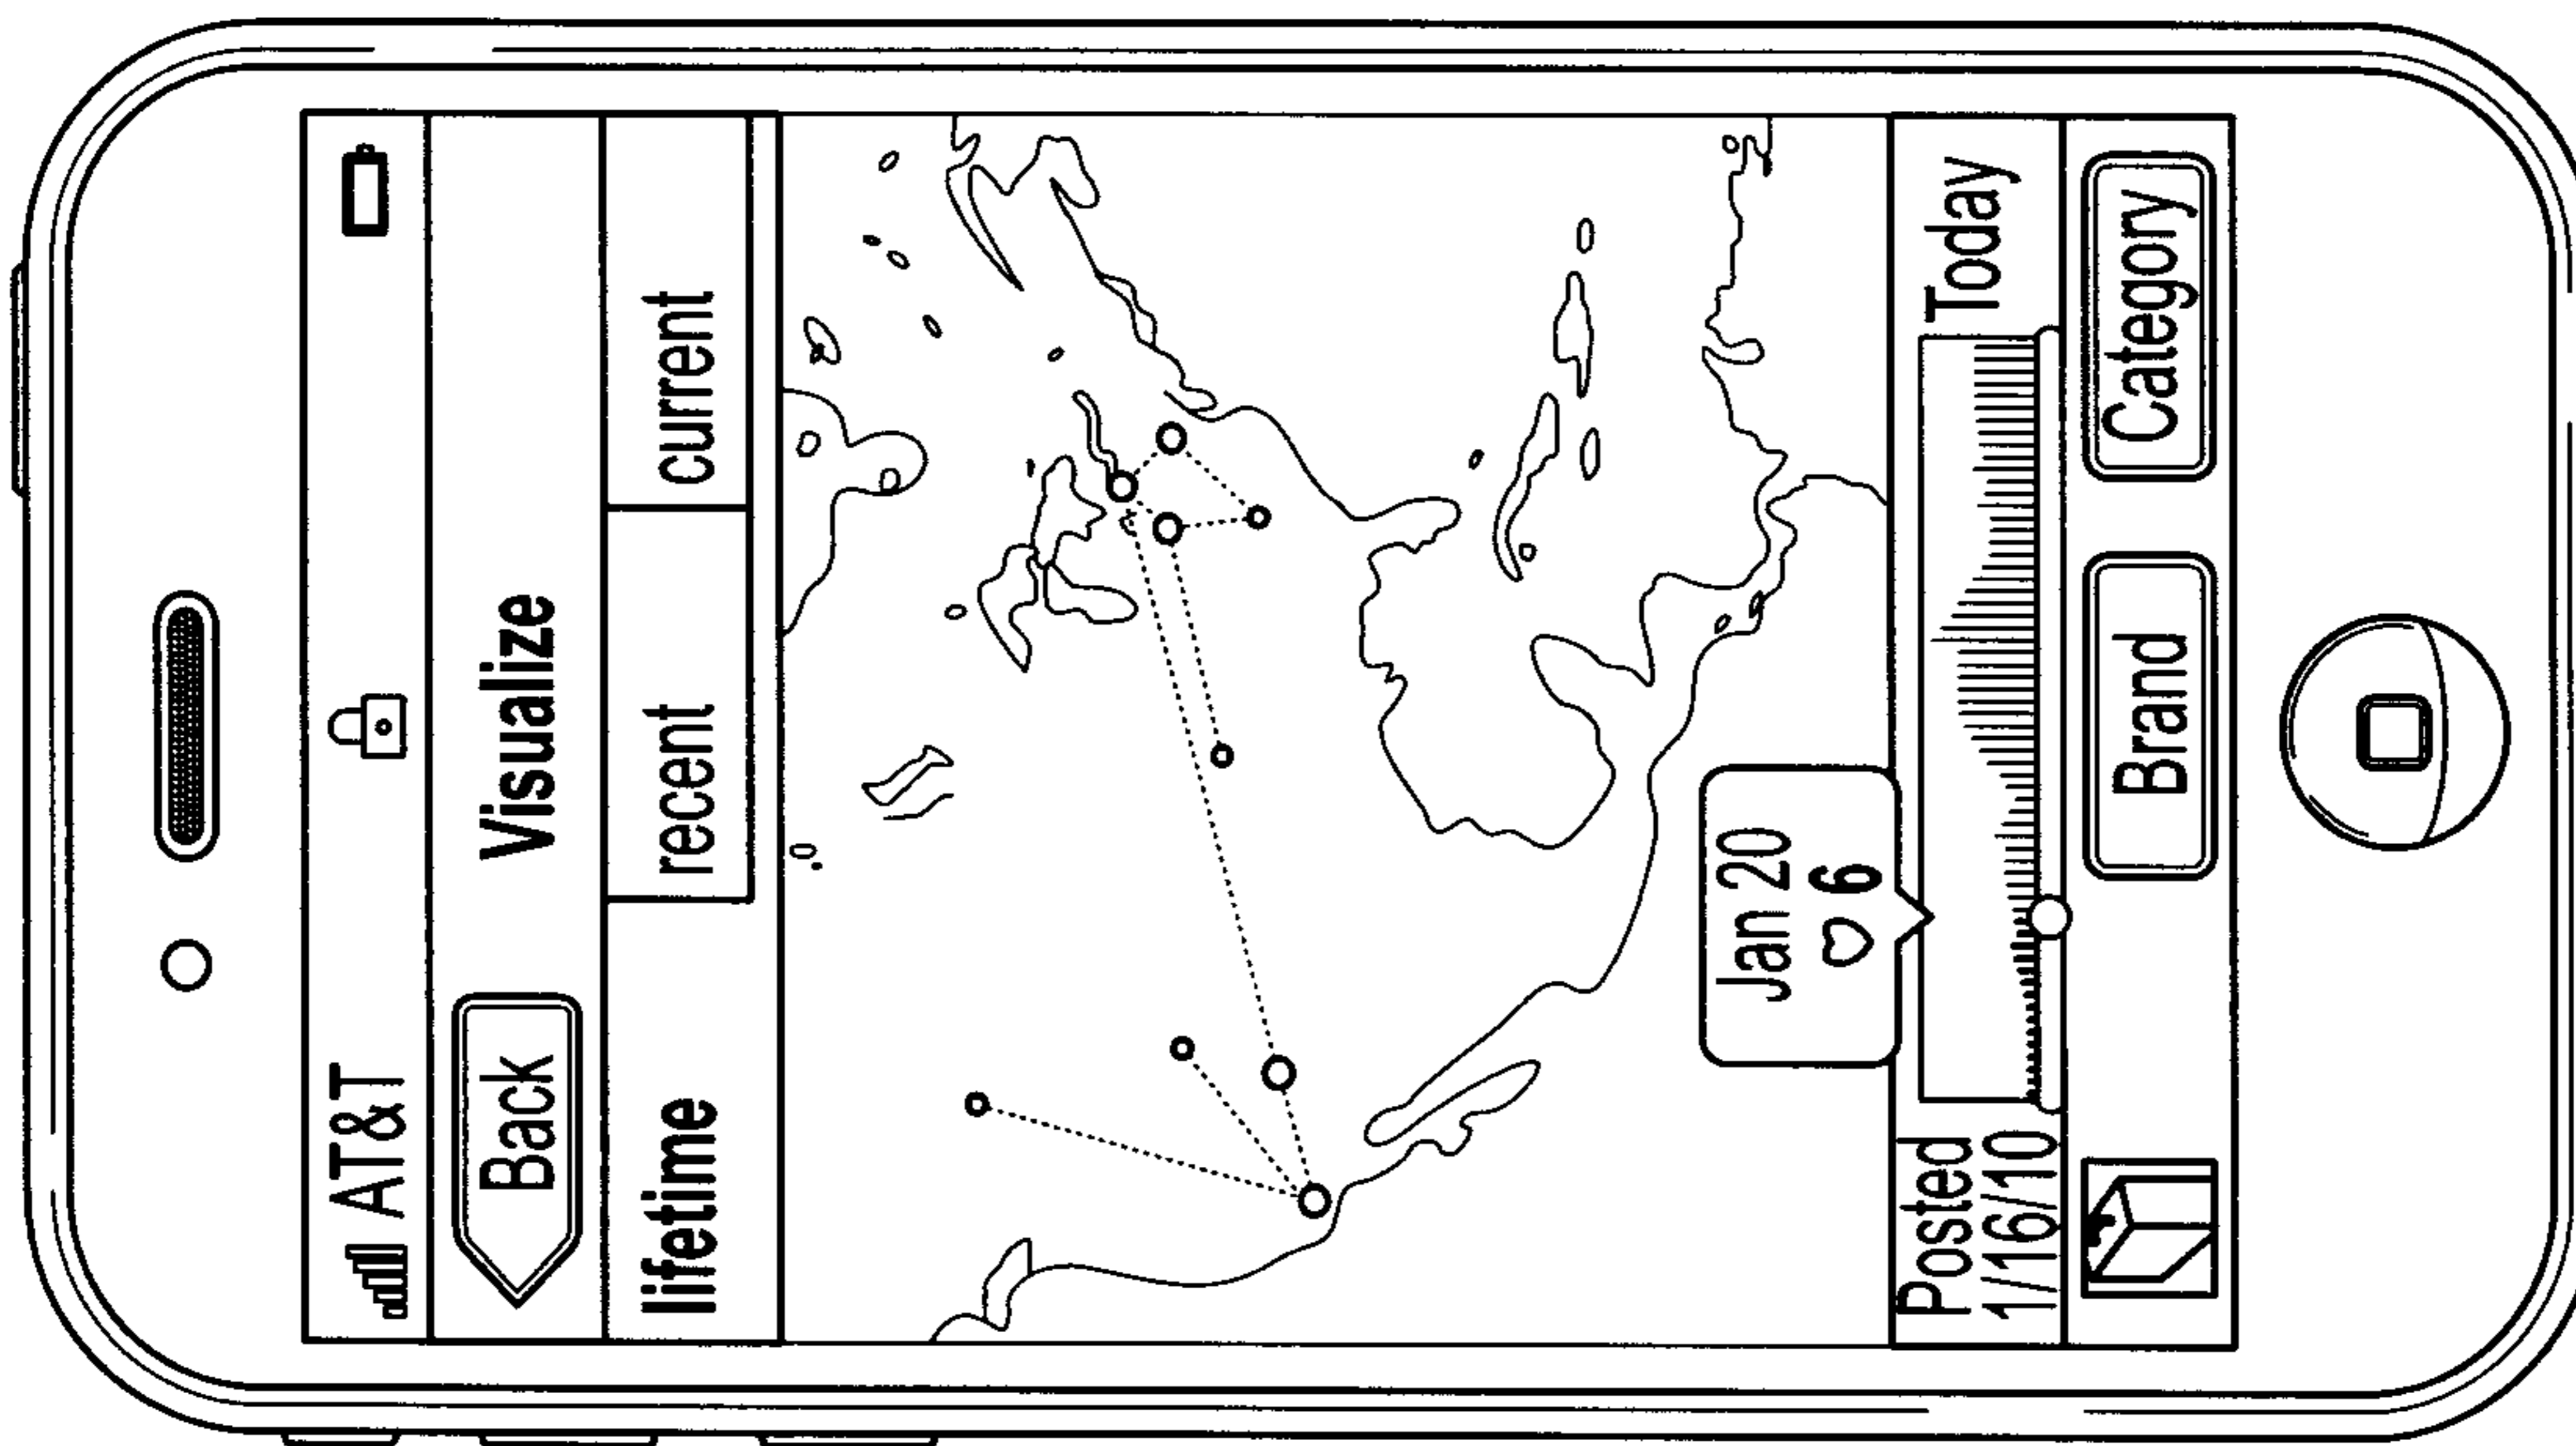 AT&T
Back Visualize
lifetime recent current
Jan 20
♡ 6
Posted
1/16/10
Today
Brand Category